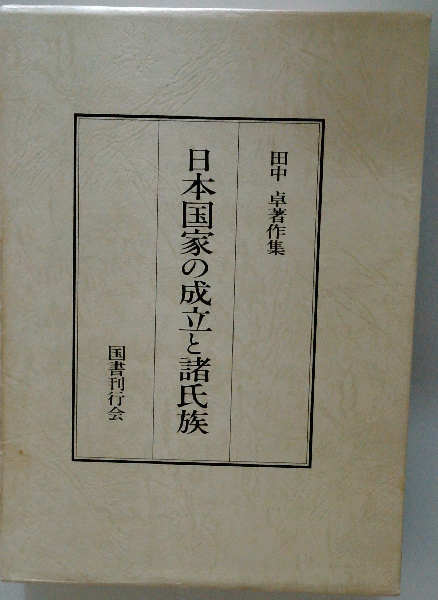 田中 卓著作集
日本国家の成立と諸氏族
国書刊行会